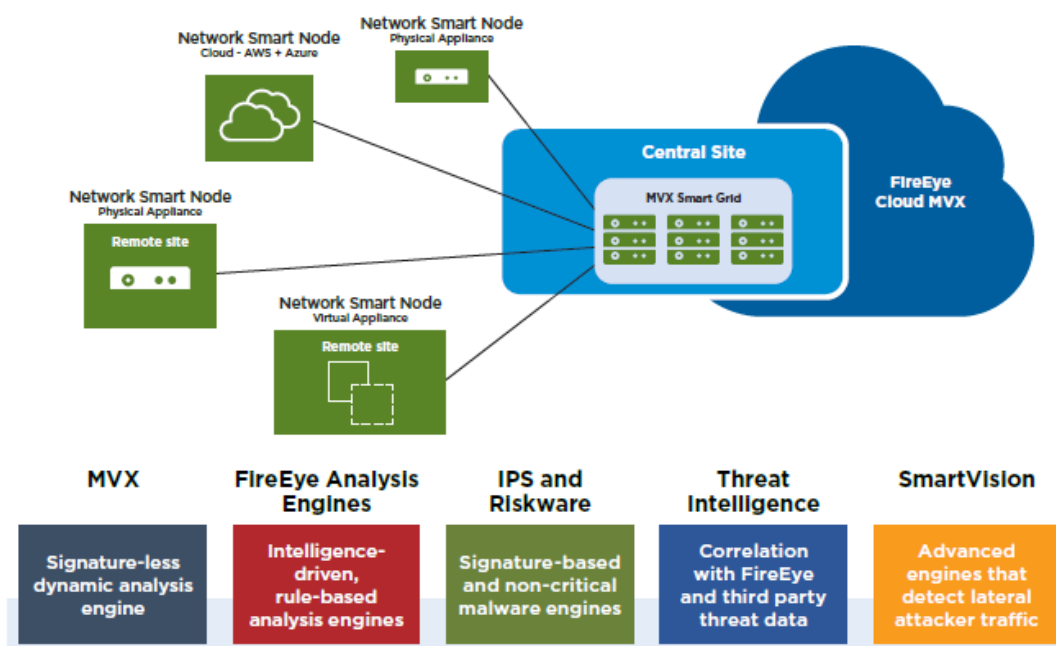 Network Smart Node
Cloud - AWS + Azure
Network Smart Node
Physical Appliance
Central Site
MVX Smart Grid
FireEye
Cloud MVX
Network Smart Node
Physical Appliance
Remote site
Network Smart Node
Virtual Appliance
Remote site
MVX
Signature-less
dynamic analysis
engine
FireEye Analysis
Engines
Intelligence-
driven,
rule-based
analysis engines
IPS and
Riskware
Signature-based
and non-critical
malware engines
Threat
Intelligence
Correlation
with FireEye
and third party
threat data
SmartVision
Advanced
engines that
detect lateral
attacker traffic